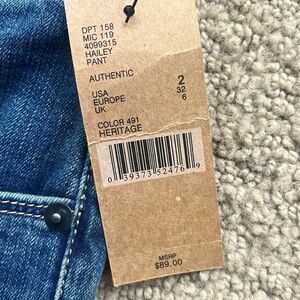 DPT 158
MIC 119
4099315
HAILEY
PANT
AUTHENTIC
USA 2
EUROPE 32
UK 6
COLOR 491
HERITAGE
0 39373 52476 9
MSRP
$89.00